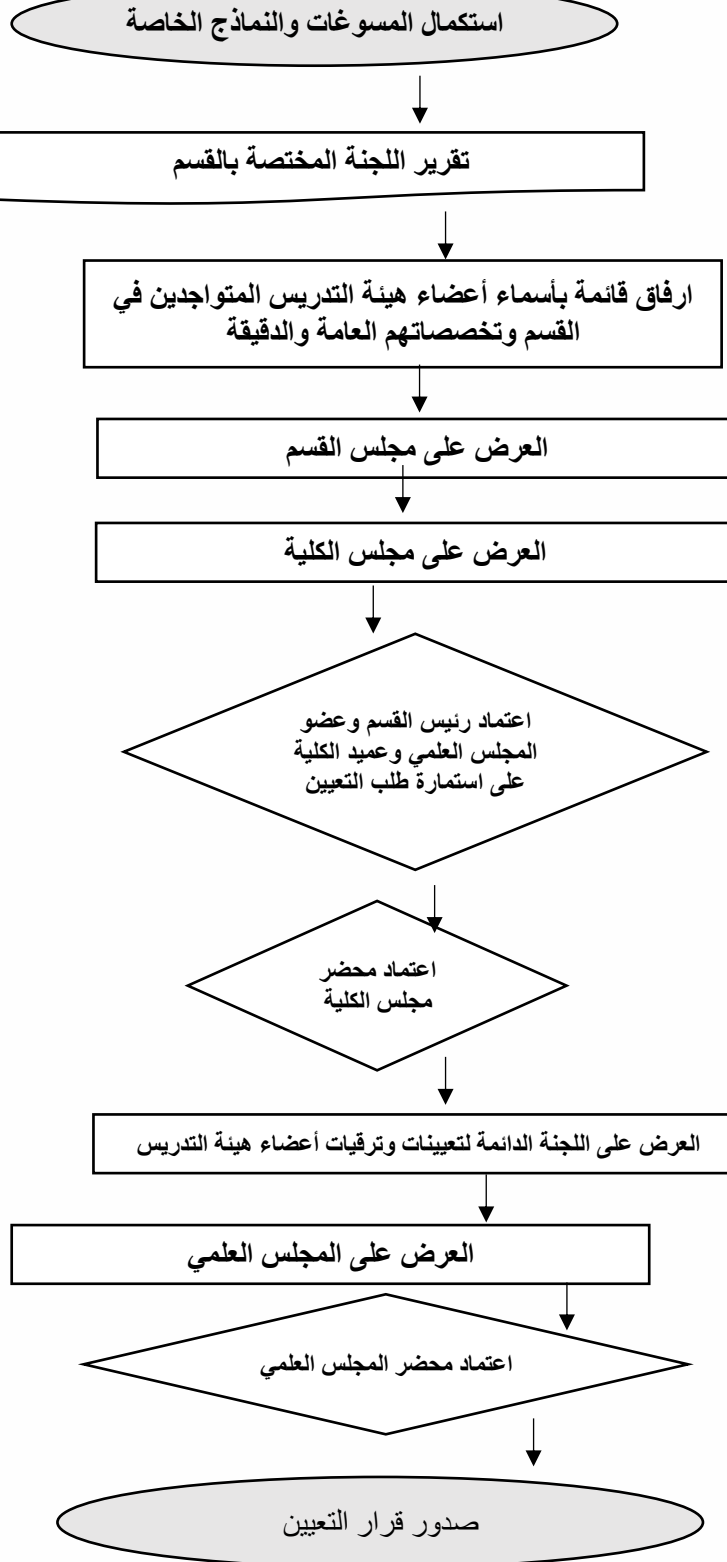 استكمال المسوغات والنماذج الخاصة
تقرير اللجنة المختصة بالقسم
ارفاق قائمة بأسماء أعضاء هيئة التدريس المتواجدين في
القسم وتخصصاتهم العامة والدقيقة
العرض على مجلس القسم
العرض على مجلس الكلية
اعتماد رئيس القسم وعضو
المجلس العلمي وعميد الكلية
على استمارة طلب التعيين
اعتماد محضر
مجلس الكلية
العرض على اللجنة الدائمة لتعيينات وترقيات أعضاء هيئة التدريس
العرض على المجلس العلمي
اعتماد محضر المجلس العلمي
صدور قرار التعيين